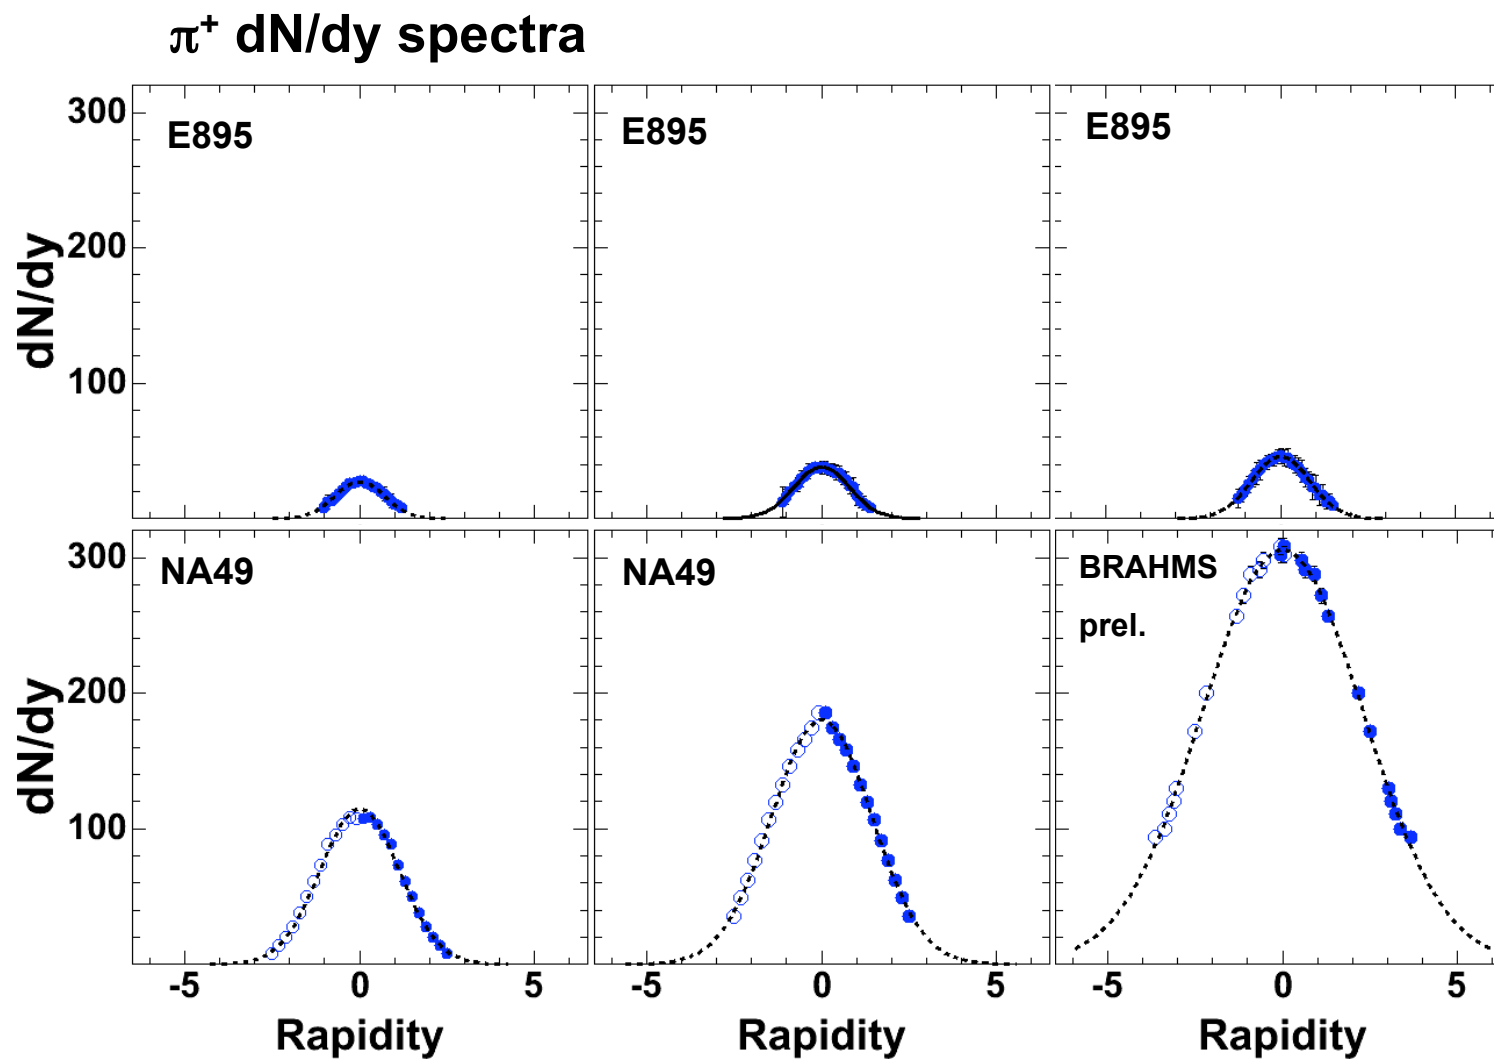 π+ dN/dy spectra
300
200
100
dN/dy
E895
E895
E895
300
200
100
dN/dy
NA49
NA49
BRAHMS
prel.
-5 0 5
-5 0 5
-5 0 5
Rapidity
Rapidity
Rapidity